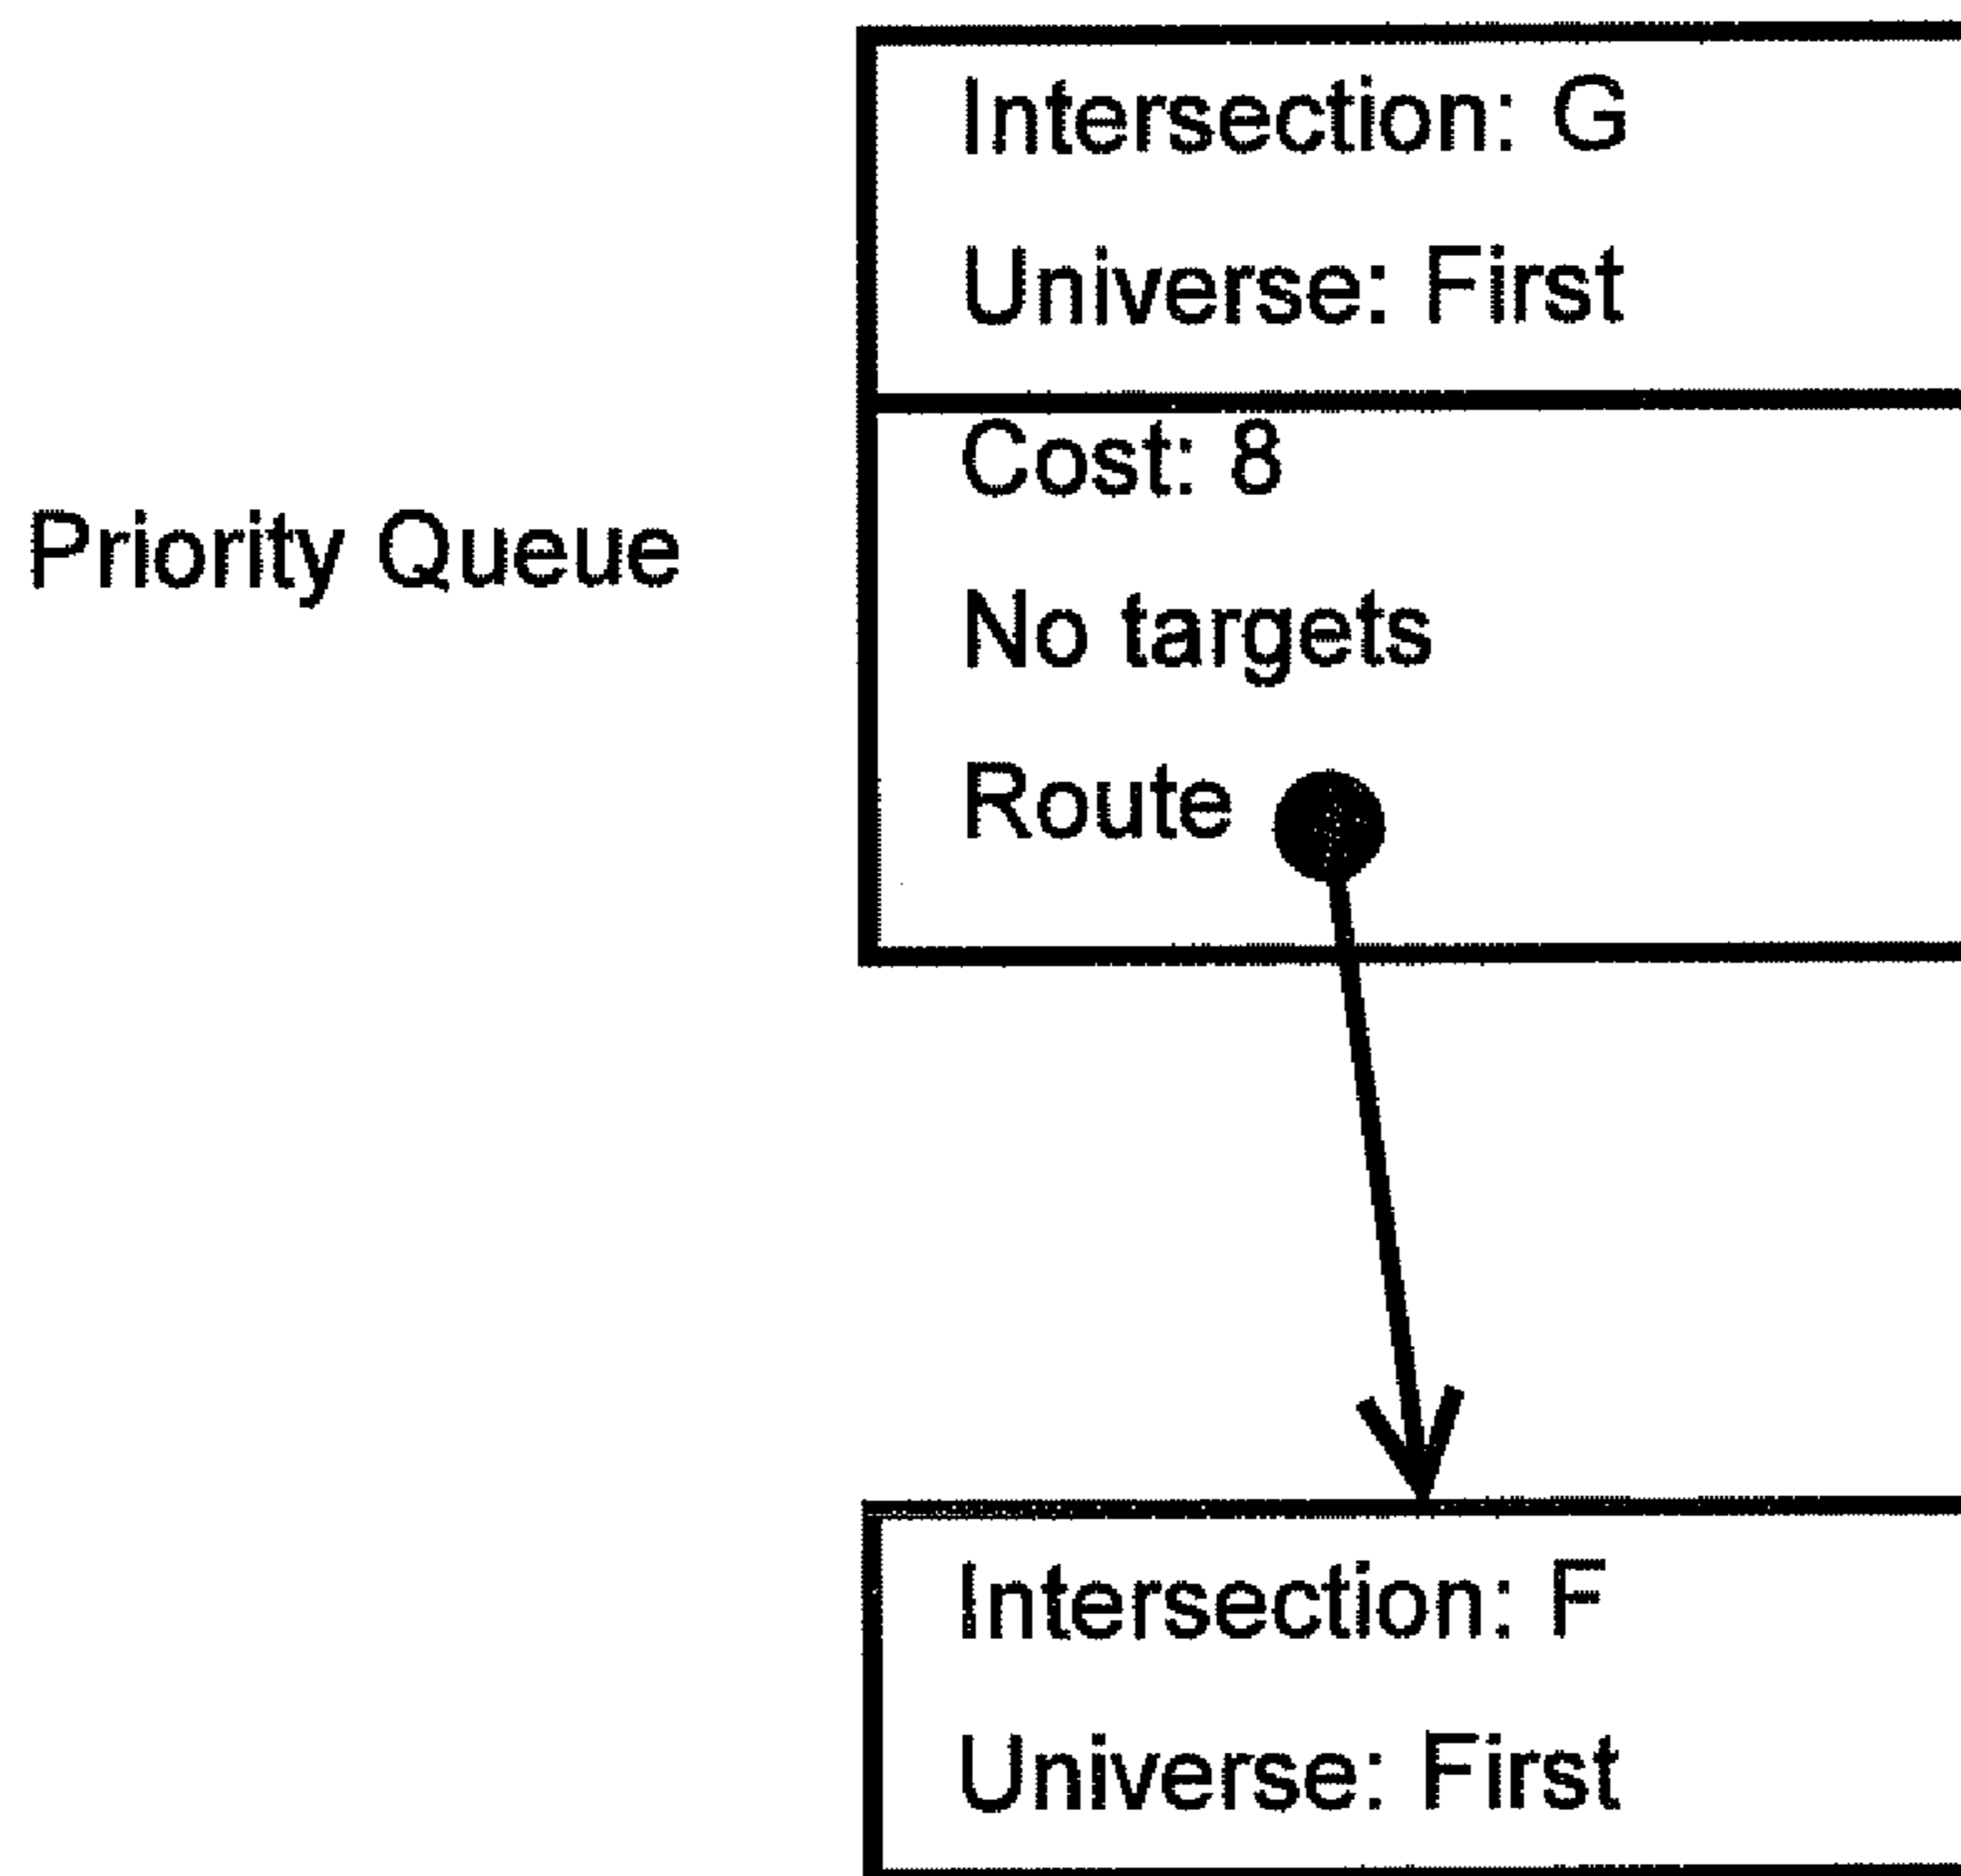 Intersection: G
Universe: First
Cost: 8
Priority Queue
No targets
Route
Intersection: F
Universe: First